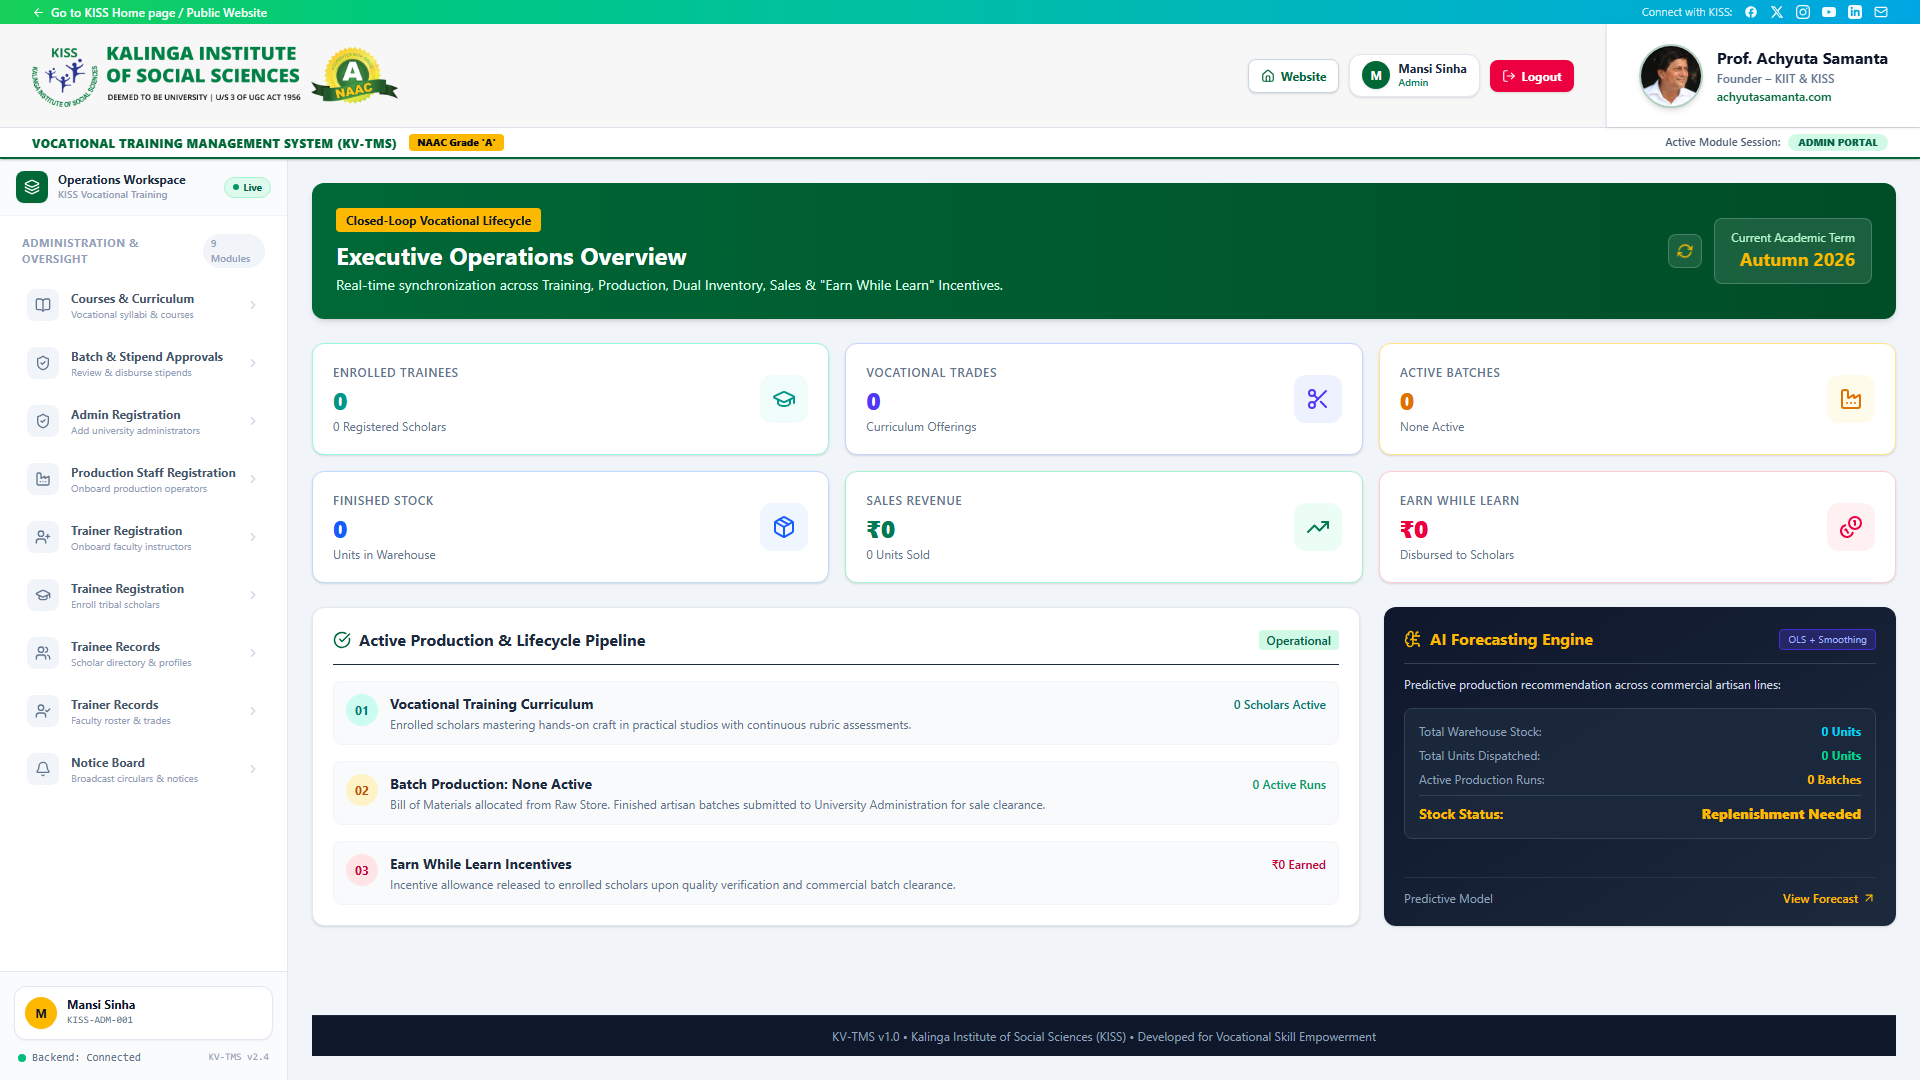 Go to KISS Home page / Public Website
Connect with KISS:
KISS
KALINGA INSTITUTE OF SOCIAL SCIENCES
KALINGA INSTITUTE
OF SOCIAL SCIENCES
DEEMED TO BE UNIVERSITY | U/S 3 OF UGC ACT 1956
A
NAAC
Website
M
Mansi Sinha
Admin
Logout
Prof. Achyuta Samanta
Founder – KIIT & KISS
achyutasamanta.com
VOCATIONAL TRAINING MANAGEMENT SYSTEM (KV-TMS)
NAAC Grade 'A'
Active Module Session:
ADMIN PORTAL
Operations Workspace
KISS Vocational Training
Live
ADMINISTRATION &
OVERSIGHT
9
Modules
Courses & Curriculum
Vocational syllabi & courses
Batch & Stipend Approvals
Review & disburse stipends
Admin Registration
Add university administrators
Production Staff Registration
Onboard production operators
Trainer Registration
Onboard faculty instructors
Trainee Registration
Enroll tribal scholars
Trainee Records
Scholar directory & profiles
Trainer Records
Faculty roster & trades
Notice Board
Broadcast circulars & notices
M
Mansi Sinha
KISS-ADM-001
Backend: Connected
KV-TMS v2.4
Closed-Loop Vocational Lifecycle
Executive Operations Overview
Real-time synchronization across Training, Production, Dual Inventory, Sales & "Earn While Learn" Incentives.
Current Academic Term
Autumn 2026
ENROLLED TRAINEES
0
0 Registered Scholars
VOCATIONAL TRADES
0
Curriculum Offerings
ACTIVE BATCHES
0
None Active
FINISHED STOCK
0
Units in Warehouse
SALES REVENUE
₹0
0 Units Sold
EARN WHILE LEARN
₹0
Disbursed to Scholars
Active Production & Lifecycle Pipeline
Operational
01
Vocational Training Curriculum
Enrolled scholars mastering hands-on craft in practical studios with continuous rubric assessments.
0 Scholars Active
02
Batch Production: None Active
Bill of Materials allocated from Raw Store. Finished artisan batches submitted to University Administration for sale clearance.
0 Active Runs
03
Earn While Learn Incentives
Incentive allowance released to enrolled scholars upon quality verification and commercial batch clearance.
₹0 Earned
AI Forecasting Engine
OLS + Smoothing
Predictive production recommendation across commercial artisan lines:
Total Warehouse Stock:
0 Units
Total Units Dispatched:
0 Units
Active Production Runs:
0 Batches
Stock Status:
Replenishment Needed
Predictive Model
View Forecast
KV-TMS v1.0 • Kalinga Institute of Social Sciences (KISS) • Developed for Vocational Skill Empowerment